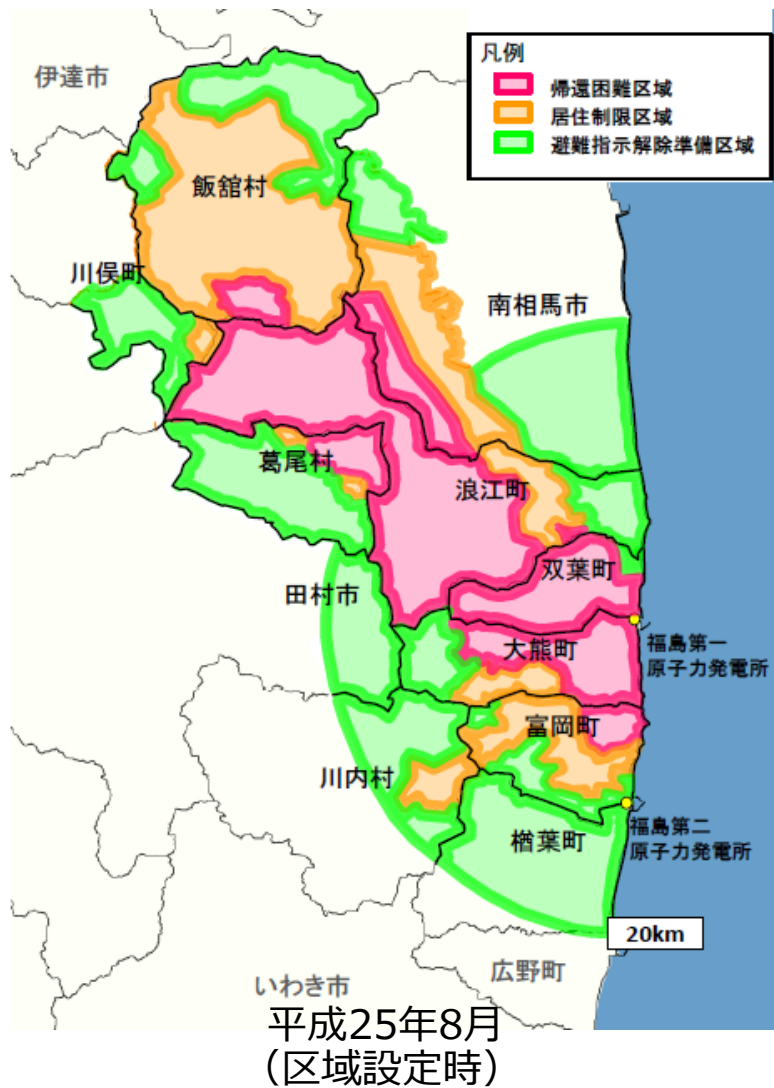 伊達市
凡例
帰還困難区域
居住制限区域
避難指示解除準備区域
飯舘村
川俣町
南相馬市
葛尾村
浪江町
双葉町
田村市
大熊町
福島第一
原子力発電所
富岡町
川内村
福島第二
原子力発電所
楢葉町
20km
広野町
いわき市
平成25年8月
（区域設定時）